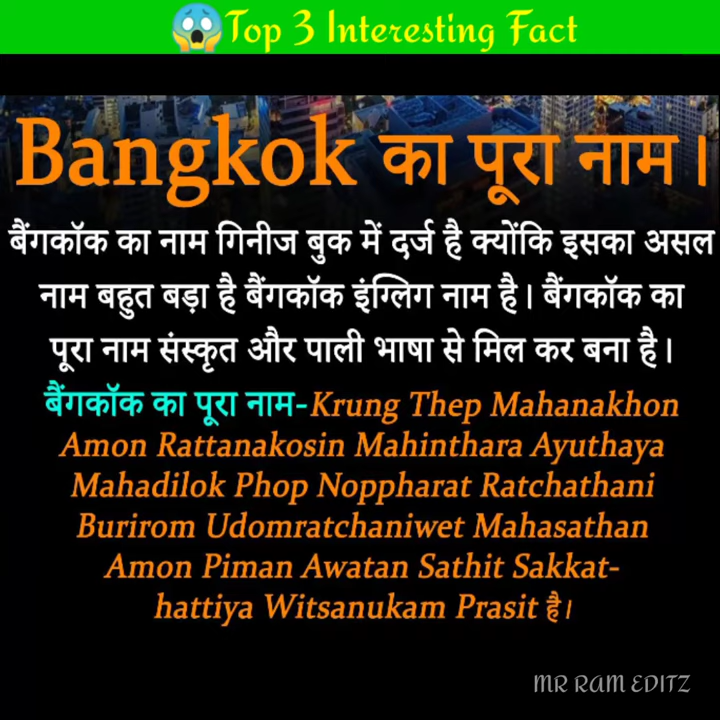 😱Top 3 Interesting Fact
Bangkok का पूरा नाम।
बैंगकॉक का नाम गिनीज बुक में दर्ज है क्योंकि इसका असल
नाम बहुत बड़ा है बैंगकॉक इंग्लिग नाम है। बैंगकॉक का
पूरा नाम संस्कृत और पाली भाषा से मिल कर बना है।
बैंगकॉक का पूरा नाम-Krung Thep Mahanakhon
Amon Rattanakosin Mahinthara Ayuthaya
Mahadilok Phop Noppharat Ratchathani
Burirom Udomratchaniwet Mahasathan
Amon Piman Awatan Sathit Sakkat-
hattiya Witsanukam Prasit है।
MR RAM EDITZ